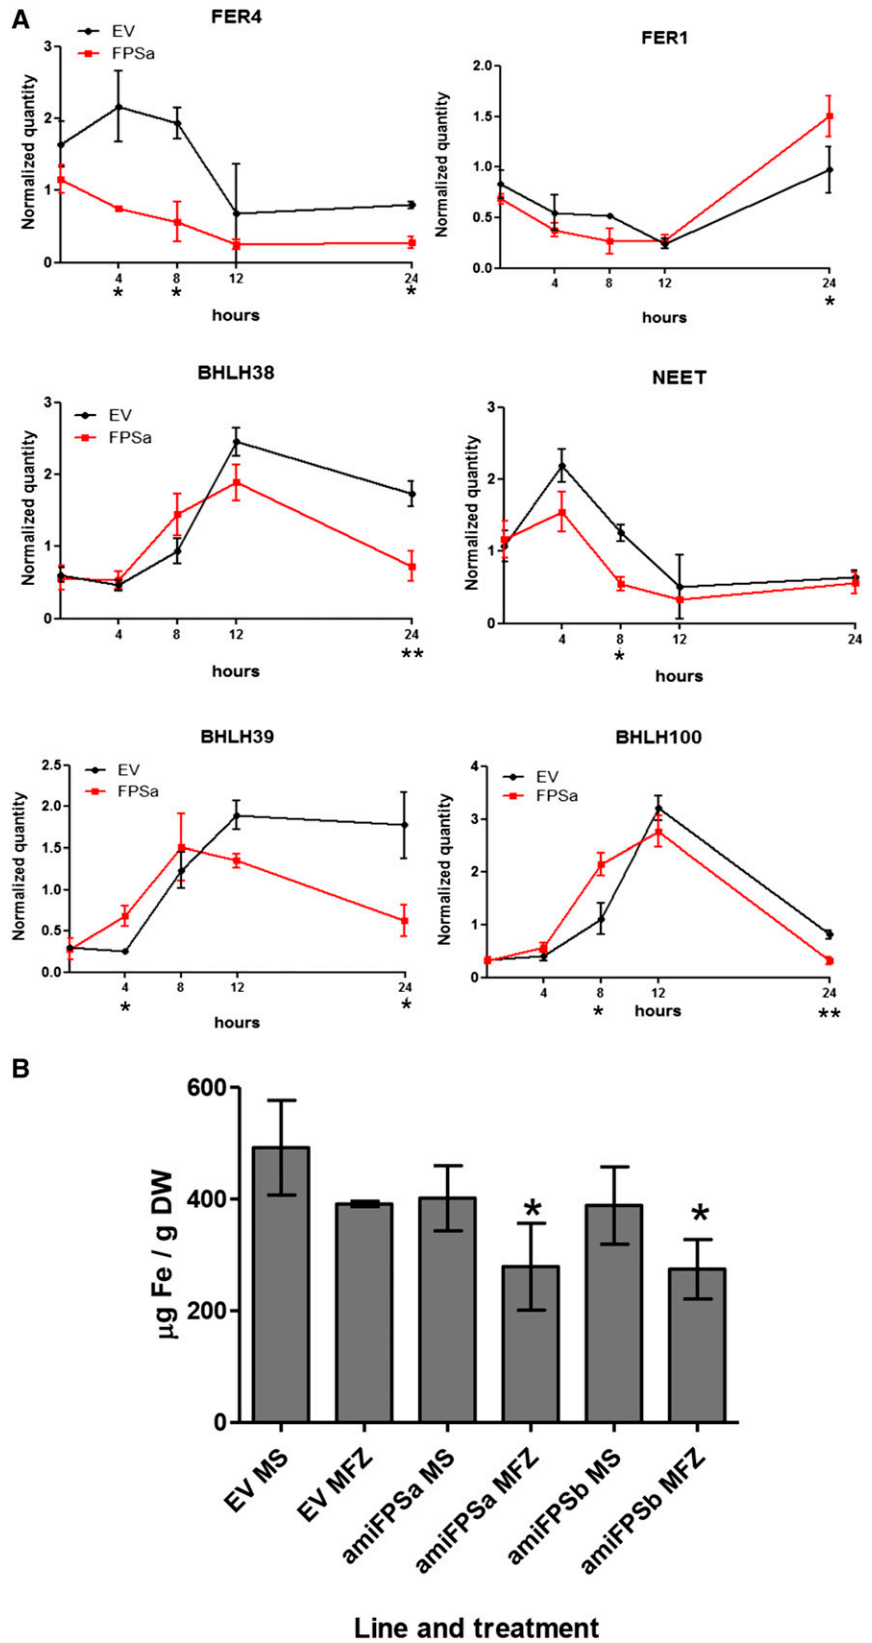 A
FER4
EV
FPSa
Normalized quantity
3
2
1
0
4
8
12
24
*
*
*
hours
FER1
Normalized quantity
2.0
1.5
1.0
0.5
0.0
4
8
12
24
*
hours
BHLH38
EV
FPSa
Normalized quantity
3
2
1
0
4
8
12
24
**
hours
NEET
Normalized quantity
3
2
1
0
4
8
12
24
*
hours
BHLH39
EV
FPSa
Normalized quantity
2.5
2.0
1.5
1.0
0.5
0.0
4
8
12
24
*
*
hours
BHLH100
EV
FPSa
Normalized quantity
4
3
2
1
0
4
8
12
24
*
**
hours
B
µg Fe / g DW
600
400
200
0
*
*
EV MS
EV MFZ
amiFPSa MS
amiFPSa MFZ
amiFPSb MS
amiFPSb MFZ
Line and treatment